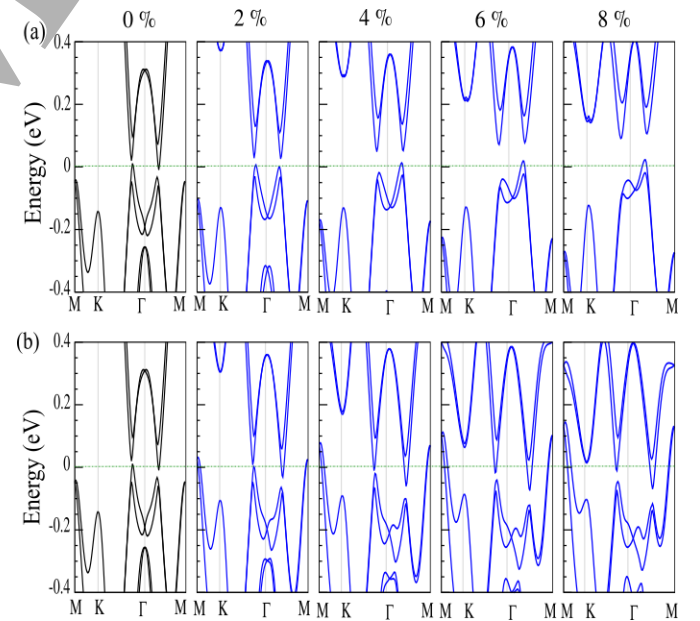 0 % 2 % 4 % 6 % 8 %
(a)
Energy (eV)
0.4
0.2
0
-0.2
-0.4
M K Γ M M K Γ M M K Γ M M K Γ M M K Γ M
(b)
Energy (eV)
0.4
0.2
0
-0.2
-0.4
M K Γ M M K Γ M M K Γ M M K Γ M M K Γ M